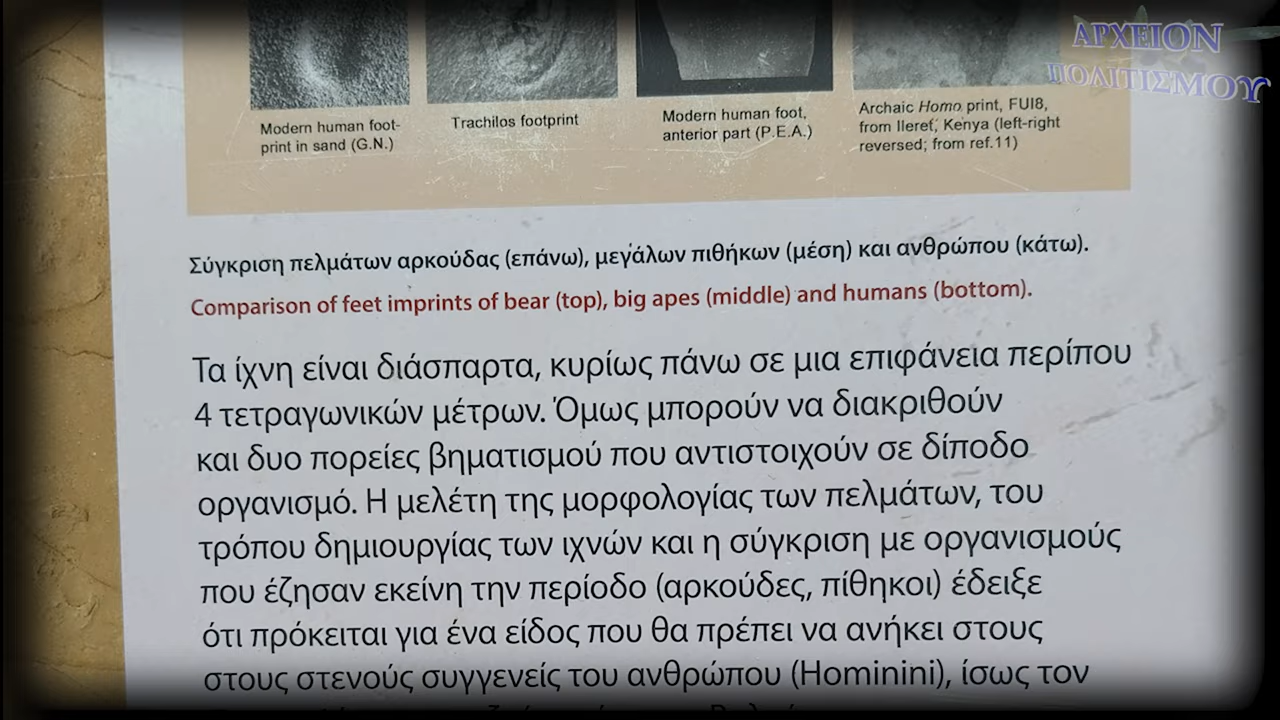 ΑΡΧΕΙΟΝ
ΠΟΛΙΤΙΣΜΟΥ
Modern human foot-
print in sand (G.N.)
Trachilos footprint
Modern human foot,
anterior part (P.E.A.)
Archaic Homo print, FUI8,
from Ileret, Kenya (left-right
reversed; from ref.11)
Σύγκριση πελμάτων αρκούδας (επάνω), μεγάλων πιθήκων (μέση) και ανθρώπου (κάτω).
Comparison of feet imprints of bear (top), big apes (middle) and humans (bottom).
Τα ίχνη είναι διάσπαρτα, κυρίως πάνω σε μια επιφάνεια περίπου
4 τετραγωνικών μέτρων. Όμως μπορούν να διακριθούν
και δυο πορείες βηματισμού που αντιστοιχούν σε δίποδο
οργανισμό. Η μελέτη της μορφολογίας των πελμάτων, του
τρόπου δημιουργίας των ιχνών και η σύγκριση με οργανισμούς
που έζησαν εκείνη την περίοδο (αρκούδες, πίθηκοι) έδειξε
ότι πρόκειται για ένα είδος που θα πρέπει να ανήκει στους
στους στενούς συγγενείς του ανθρώπου (Hominini), ίσως τον